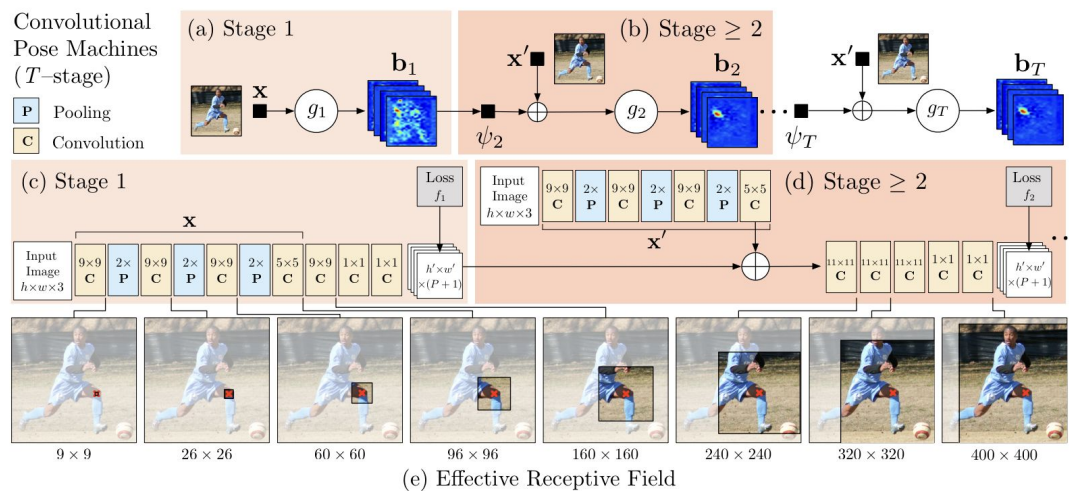 Convolutional
Pose Machines
(T–stage)
P Pooling
C Convolution
(a) Stage 1
x
g₁
b₁
(b) Stage ≥ 2
ψ₂
x′
g₂
b₂
ψ_T
x′
g_T
b_T
(c) Stage 1
Loss
f₁
x
Input
Image
h×w×3
9×9
C
2×
P
9×9
C
2×
P
9×9
C
2×
P
5×5
C
9×9
C
1×1
C
1×1
C
h′×w′
×(P+1)
(d) Stage ≥ 2
Input
Image
h×w×3
9×9
C
2×
P
9×9
C
2×
P
9×9
C
2×
P
5×5
C
x′
11×11
C
11×11
C
11×11
C
1×1
C
1×1
C
Loss
f₂
h′×w′
×(P+1)
9 × 9
26 × 26
60 × 60
96 × 96
160 × 160
240 × 240
320 × 320
400 × 400
(e) Effective Receptive Field